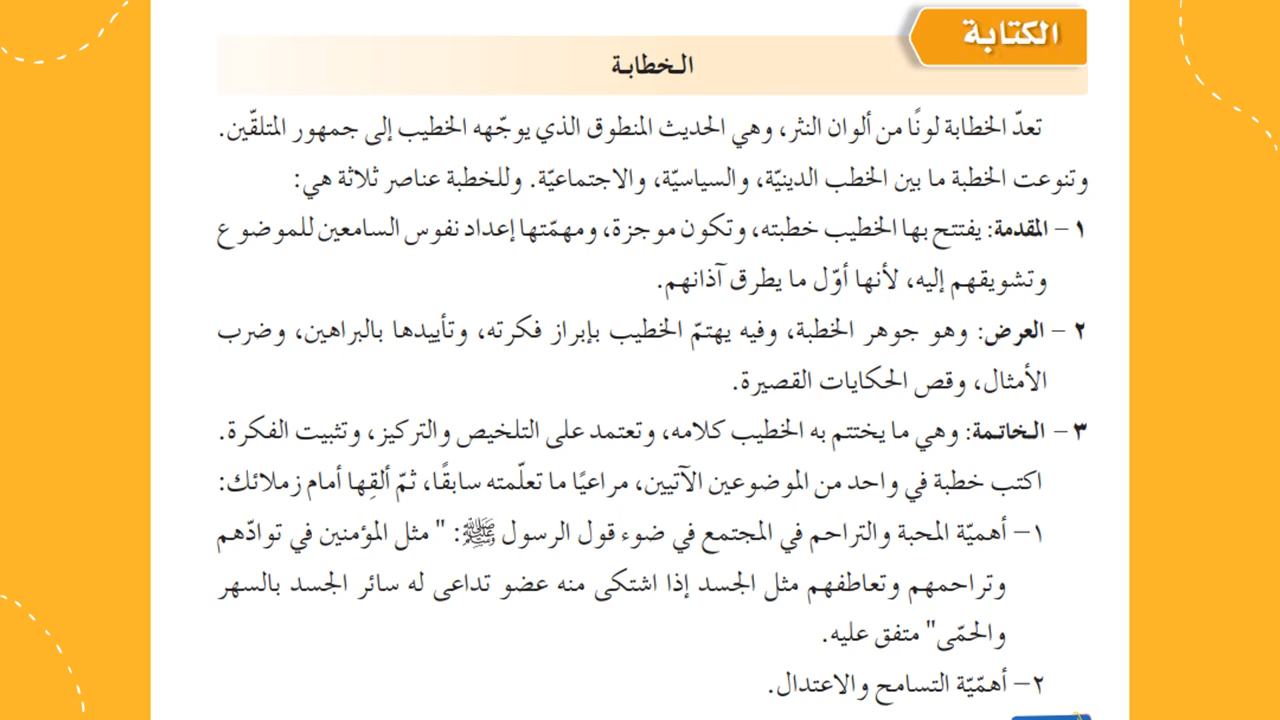 الكتابة
الخطابة
تعدّ الخطابة لونًا من ألوان النثر، وهي الحديث المنطوق الذي يوجّهه الخطيب إلى جمهور المتلقّين.
وتنوعت الخطبة ما بين الخطب الدينيّة، والسياسيّة، والاجتماعيّة. وللخطبة عناصر ثلاثة هي:
١ – المقدمة: يفتتح بها الخطيب خطبته، وتكون موجزة، ومهمّتها إعداد نفوس السامعين للموضوع
وتشويقهم إليه، لأنها أوّل ما يطرق آذانهم.
٢ – العرض: وهو جوهر الخطبة، وفيه يهتمّ الخطيب بإبراز فكرته، وتأييدها بالبراهين، وضرب
الأمثال، وقص الحكايات القصيرة.
٣ – الخاتمة: وهي ما يختتم به الخطيب كلامه، وتعتمد على التلخيص والتركيز، وتثبيت الفكرة.
اكتب خطبة في واحد من الموضوعين الآتيين، مراعيًا ما تعلّمته سابقًا، ثمّ ألقِها أمام زملائك:
١– أهميّة المحبة والتراحم في المجتمع في ضوء قول الرسول ﷺ: " مثل المؤمنين في توادّهم
وتراحمهم وتعاطفهم مثل الجسد إذا اشتكى منه عضو تداعى له سائر الجسد بالسهر
والحمّى" متفق عليه.
٢– أهمّيّة التسامح والاعتدال.